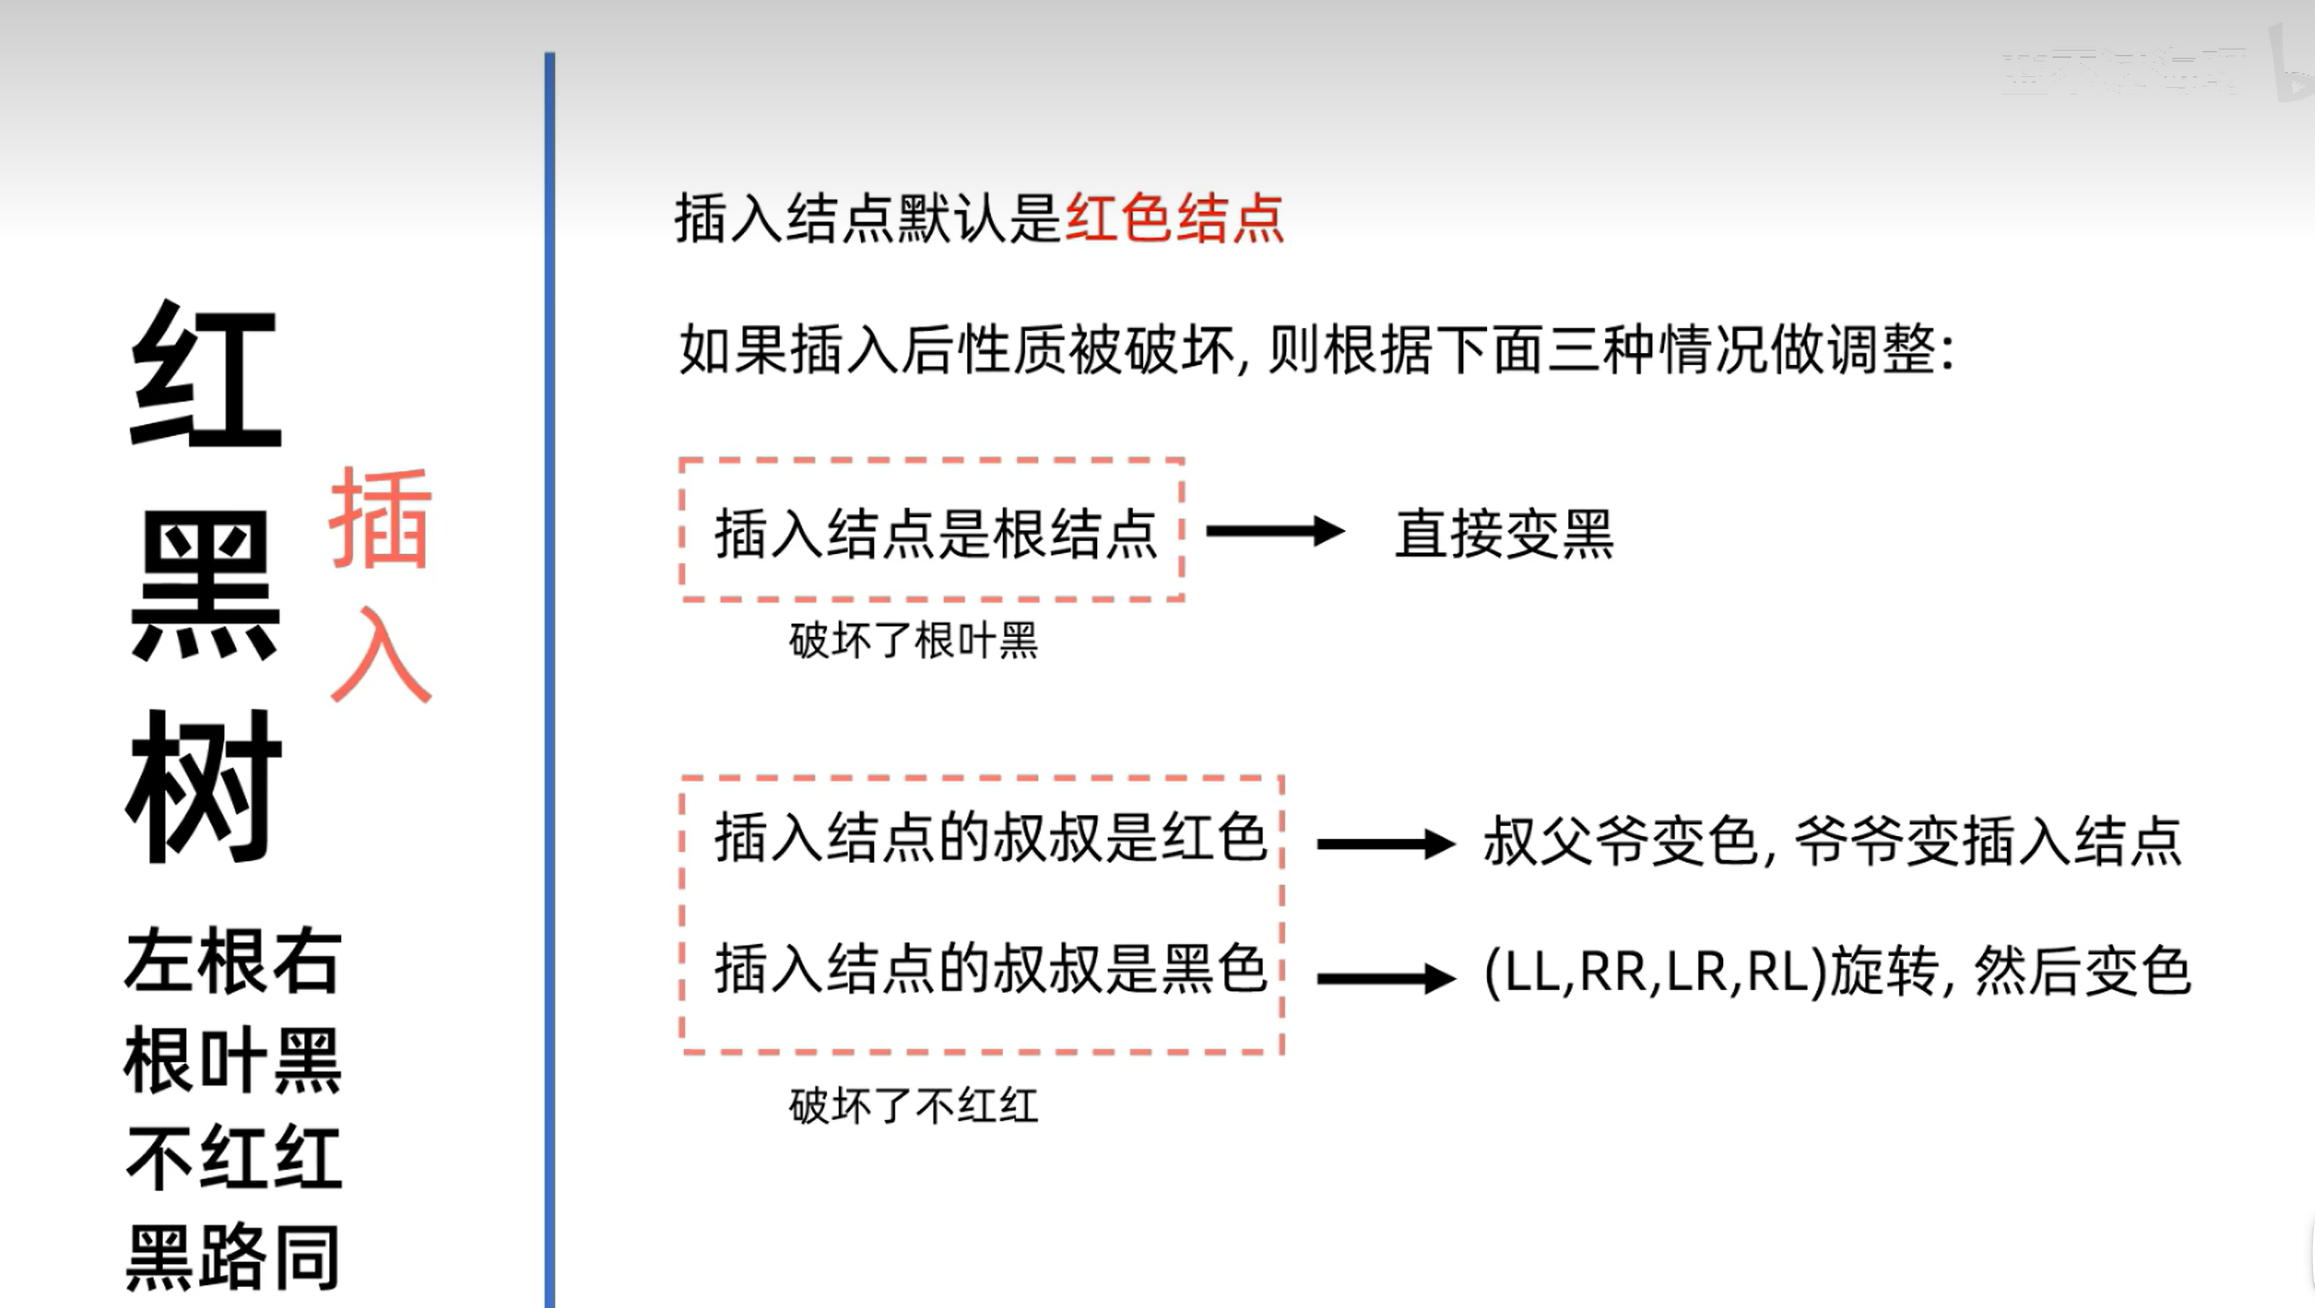 红黑树
插入
左根右
根叶黑
不红红
黑路同
插入结点默认是红色结点
如果插入后性质被破坏, 则根据下面三种情况做调整:
插入结点是根结点 直接变黑
破坏了根叶黑
插入结点的叔叔是红色 叔父爷变色, 爷爷变插入结点
插入结点的叔叔是黑色 (LL,RR,LR,RL)旋转, 然后变色
破坏了不红红